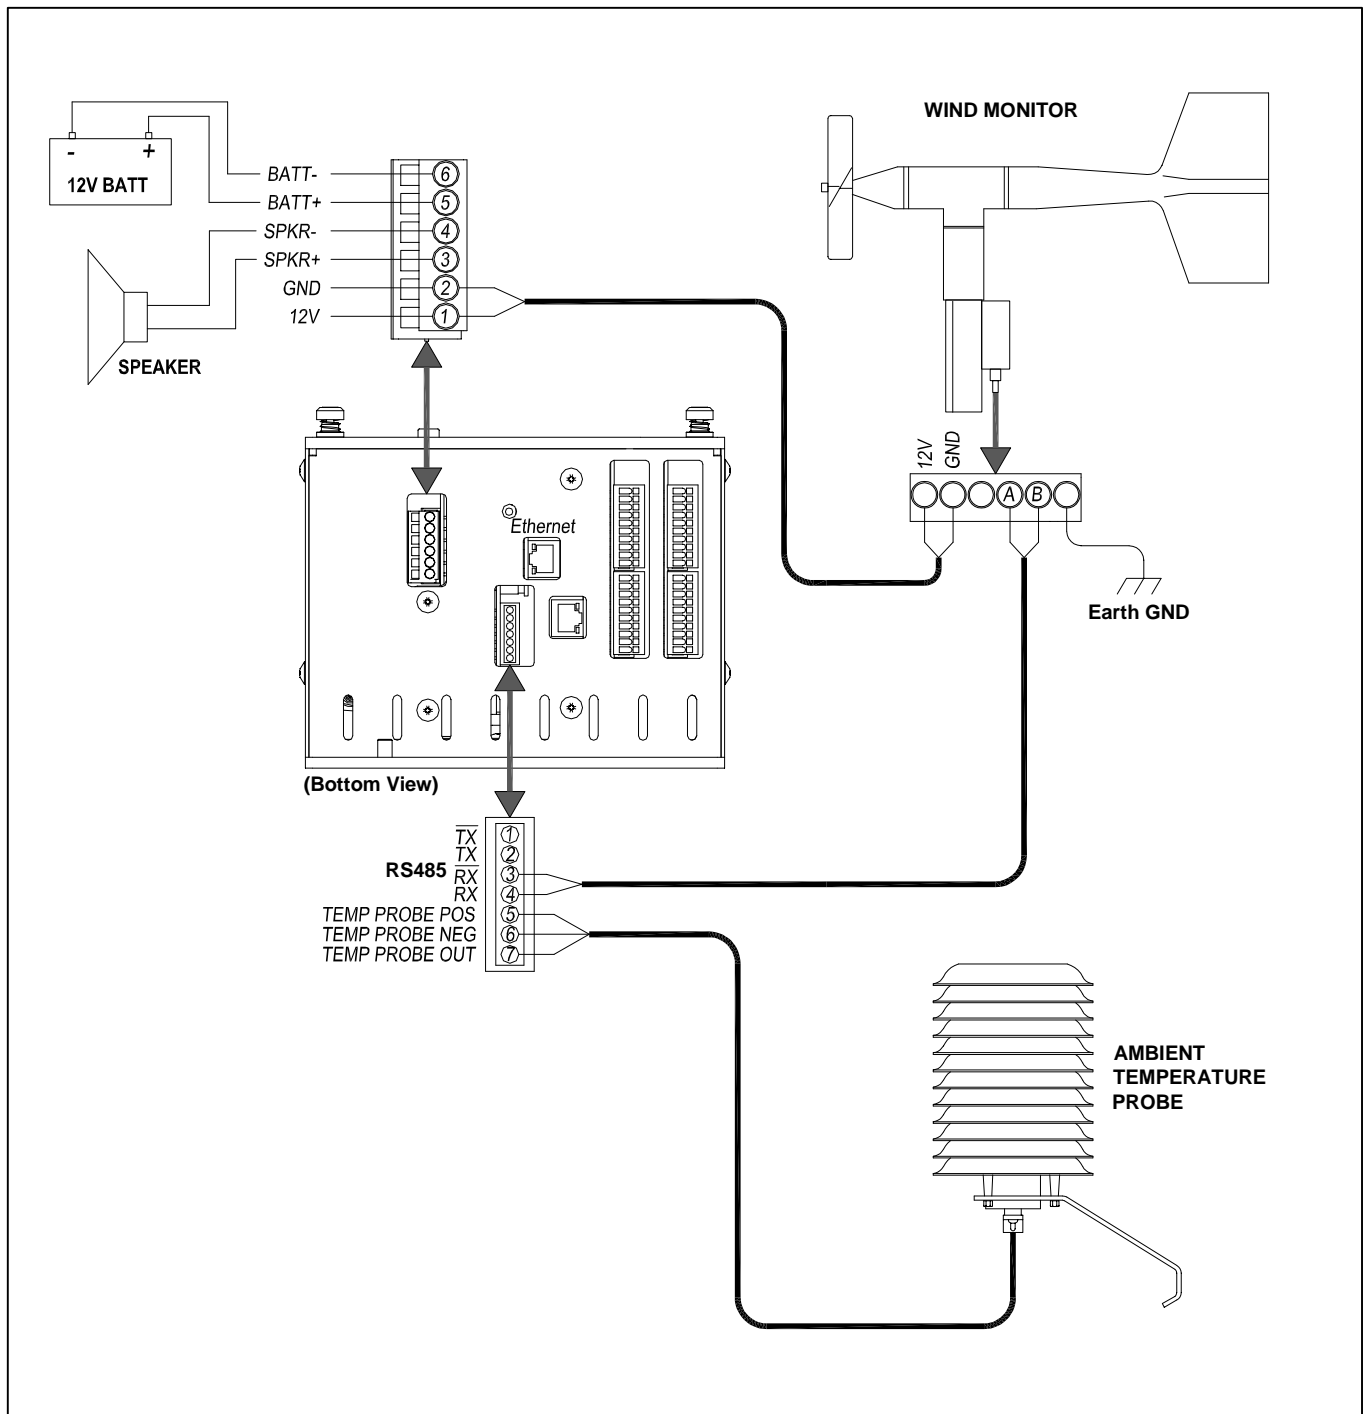 WIND MONITOR
- +
12V BATT
BATT- 6
BATT+ 5
SPKR- 4
SPKR+ 3
GND 2
12V 1
SPEAKER
12V GND
A B
Ethernet
Earth GND
(Bottom View)
RS485
T̅X̅ 1
TX 2
R̅X̅ 3
RX 4
TEMP PROBE POS 5
TEMP PROBE NEG 6
TEMP PROBE OUT 7
AMBIENT
TEMPERATURE
PROBE